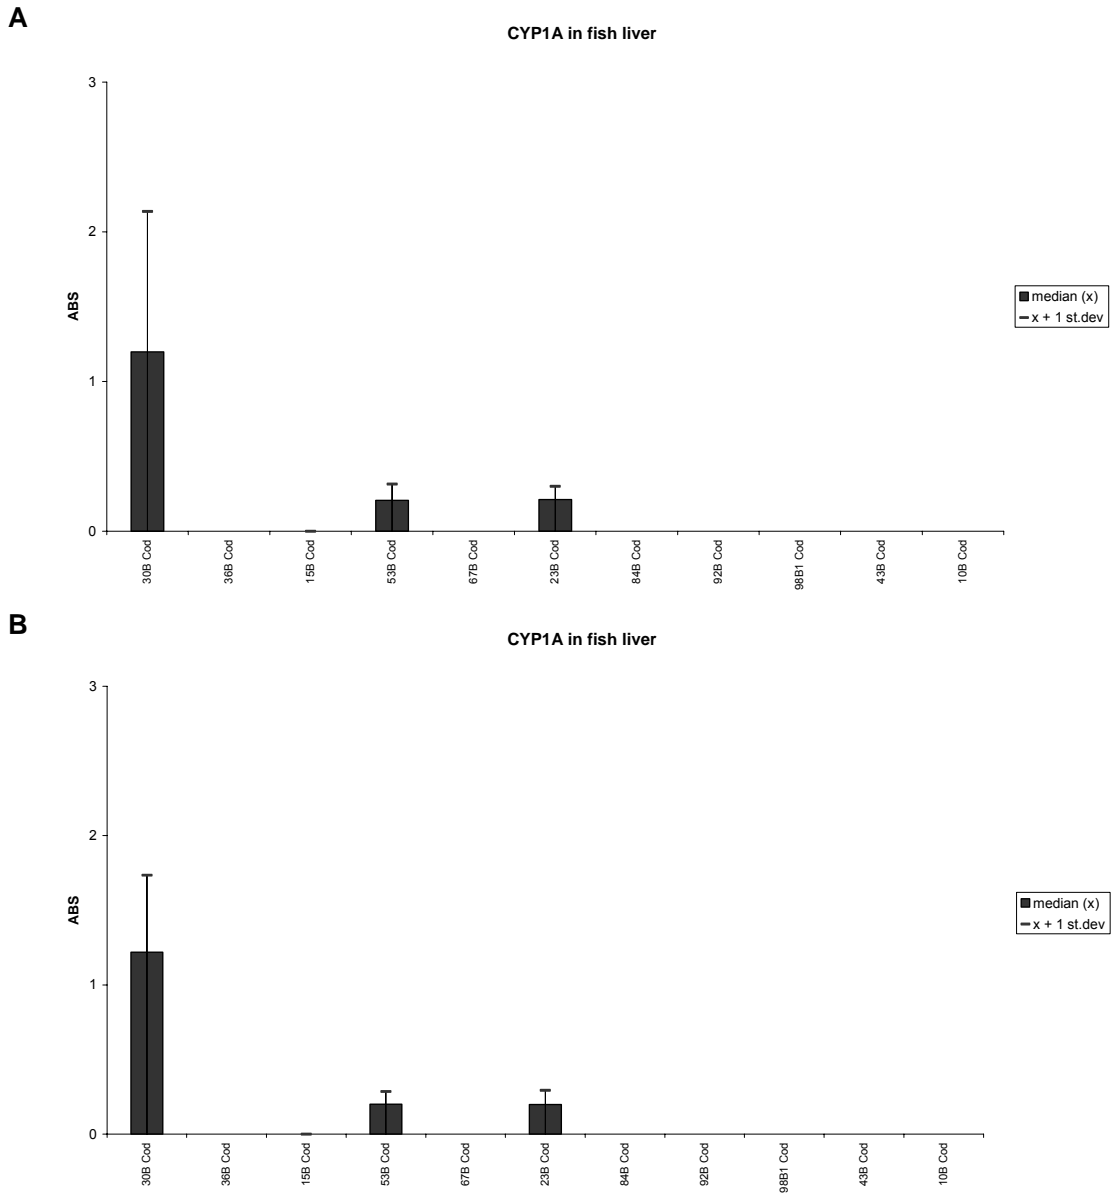 A
CYP1A in fish liver
3
2
1
0
ABS
30B Cod
36B Cod
15B Cod
53B Cod
67B Cod
23B Cod
84B Cod
92B Cod
98B1 Cod
43B Cod
10B Cod
median (x)
x + 1 st.dev
B
CYP1A in fish liver
3
2
1
0
ABS
30B Cod
36B Cod
15B Cod
53B Cod
67B Cod
23B Cod
84B Cod
92B Cod
98B1 Cod
43B Cod
10B Cod
median (x)
x + 1 st.dev